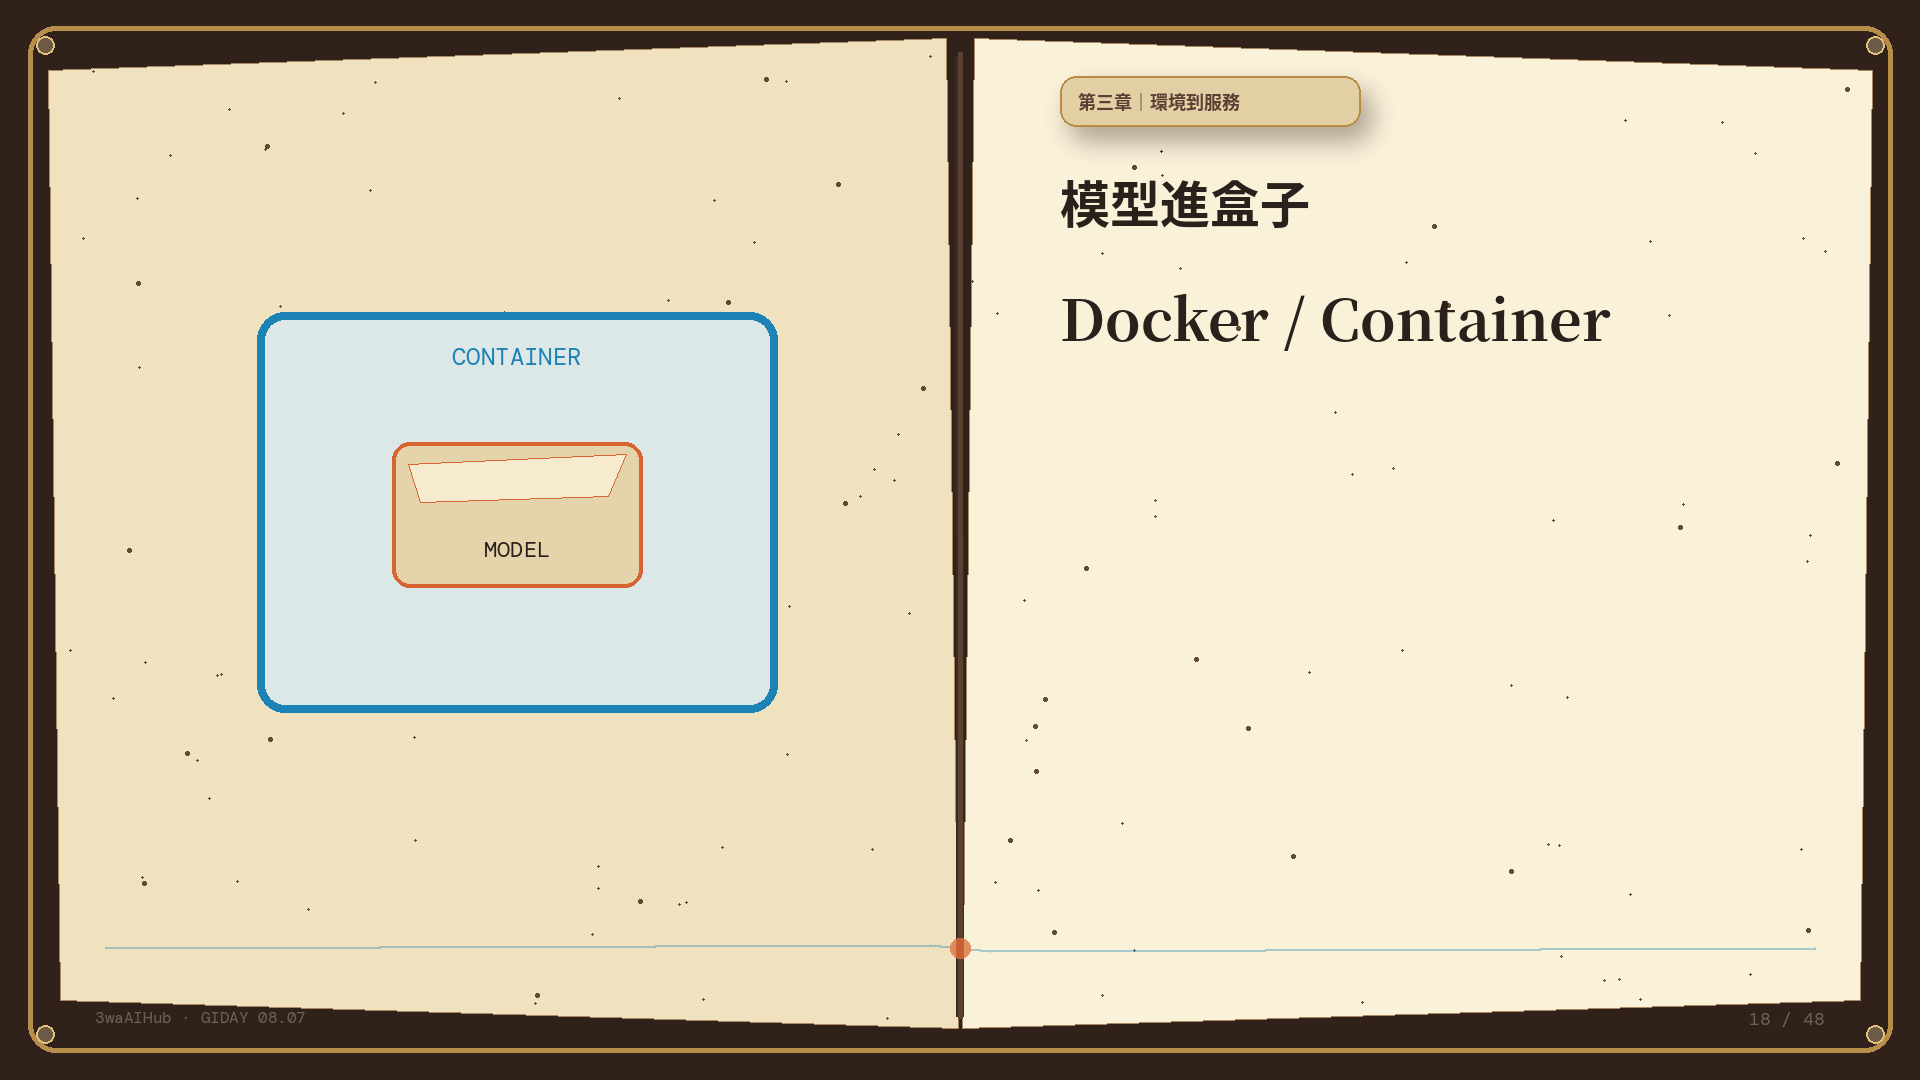 CONTAINER
MODEL
第三章｜環境到服務
模型進盒子
Docker / Container
3waAIHub · GIDAY 08.07
18 / 48